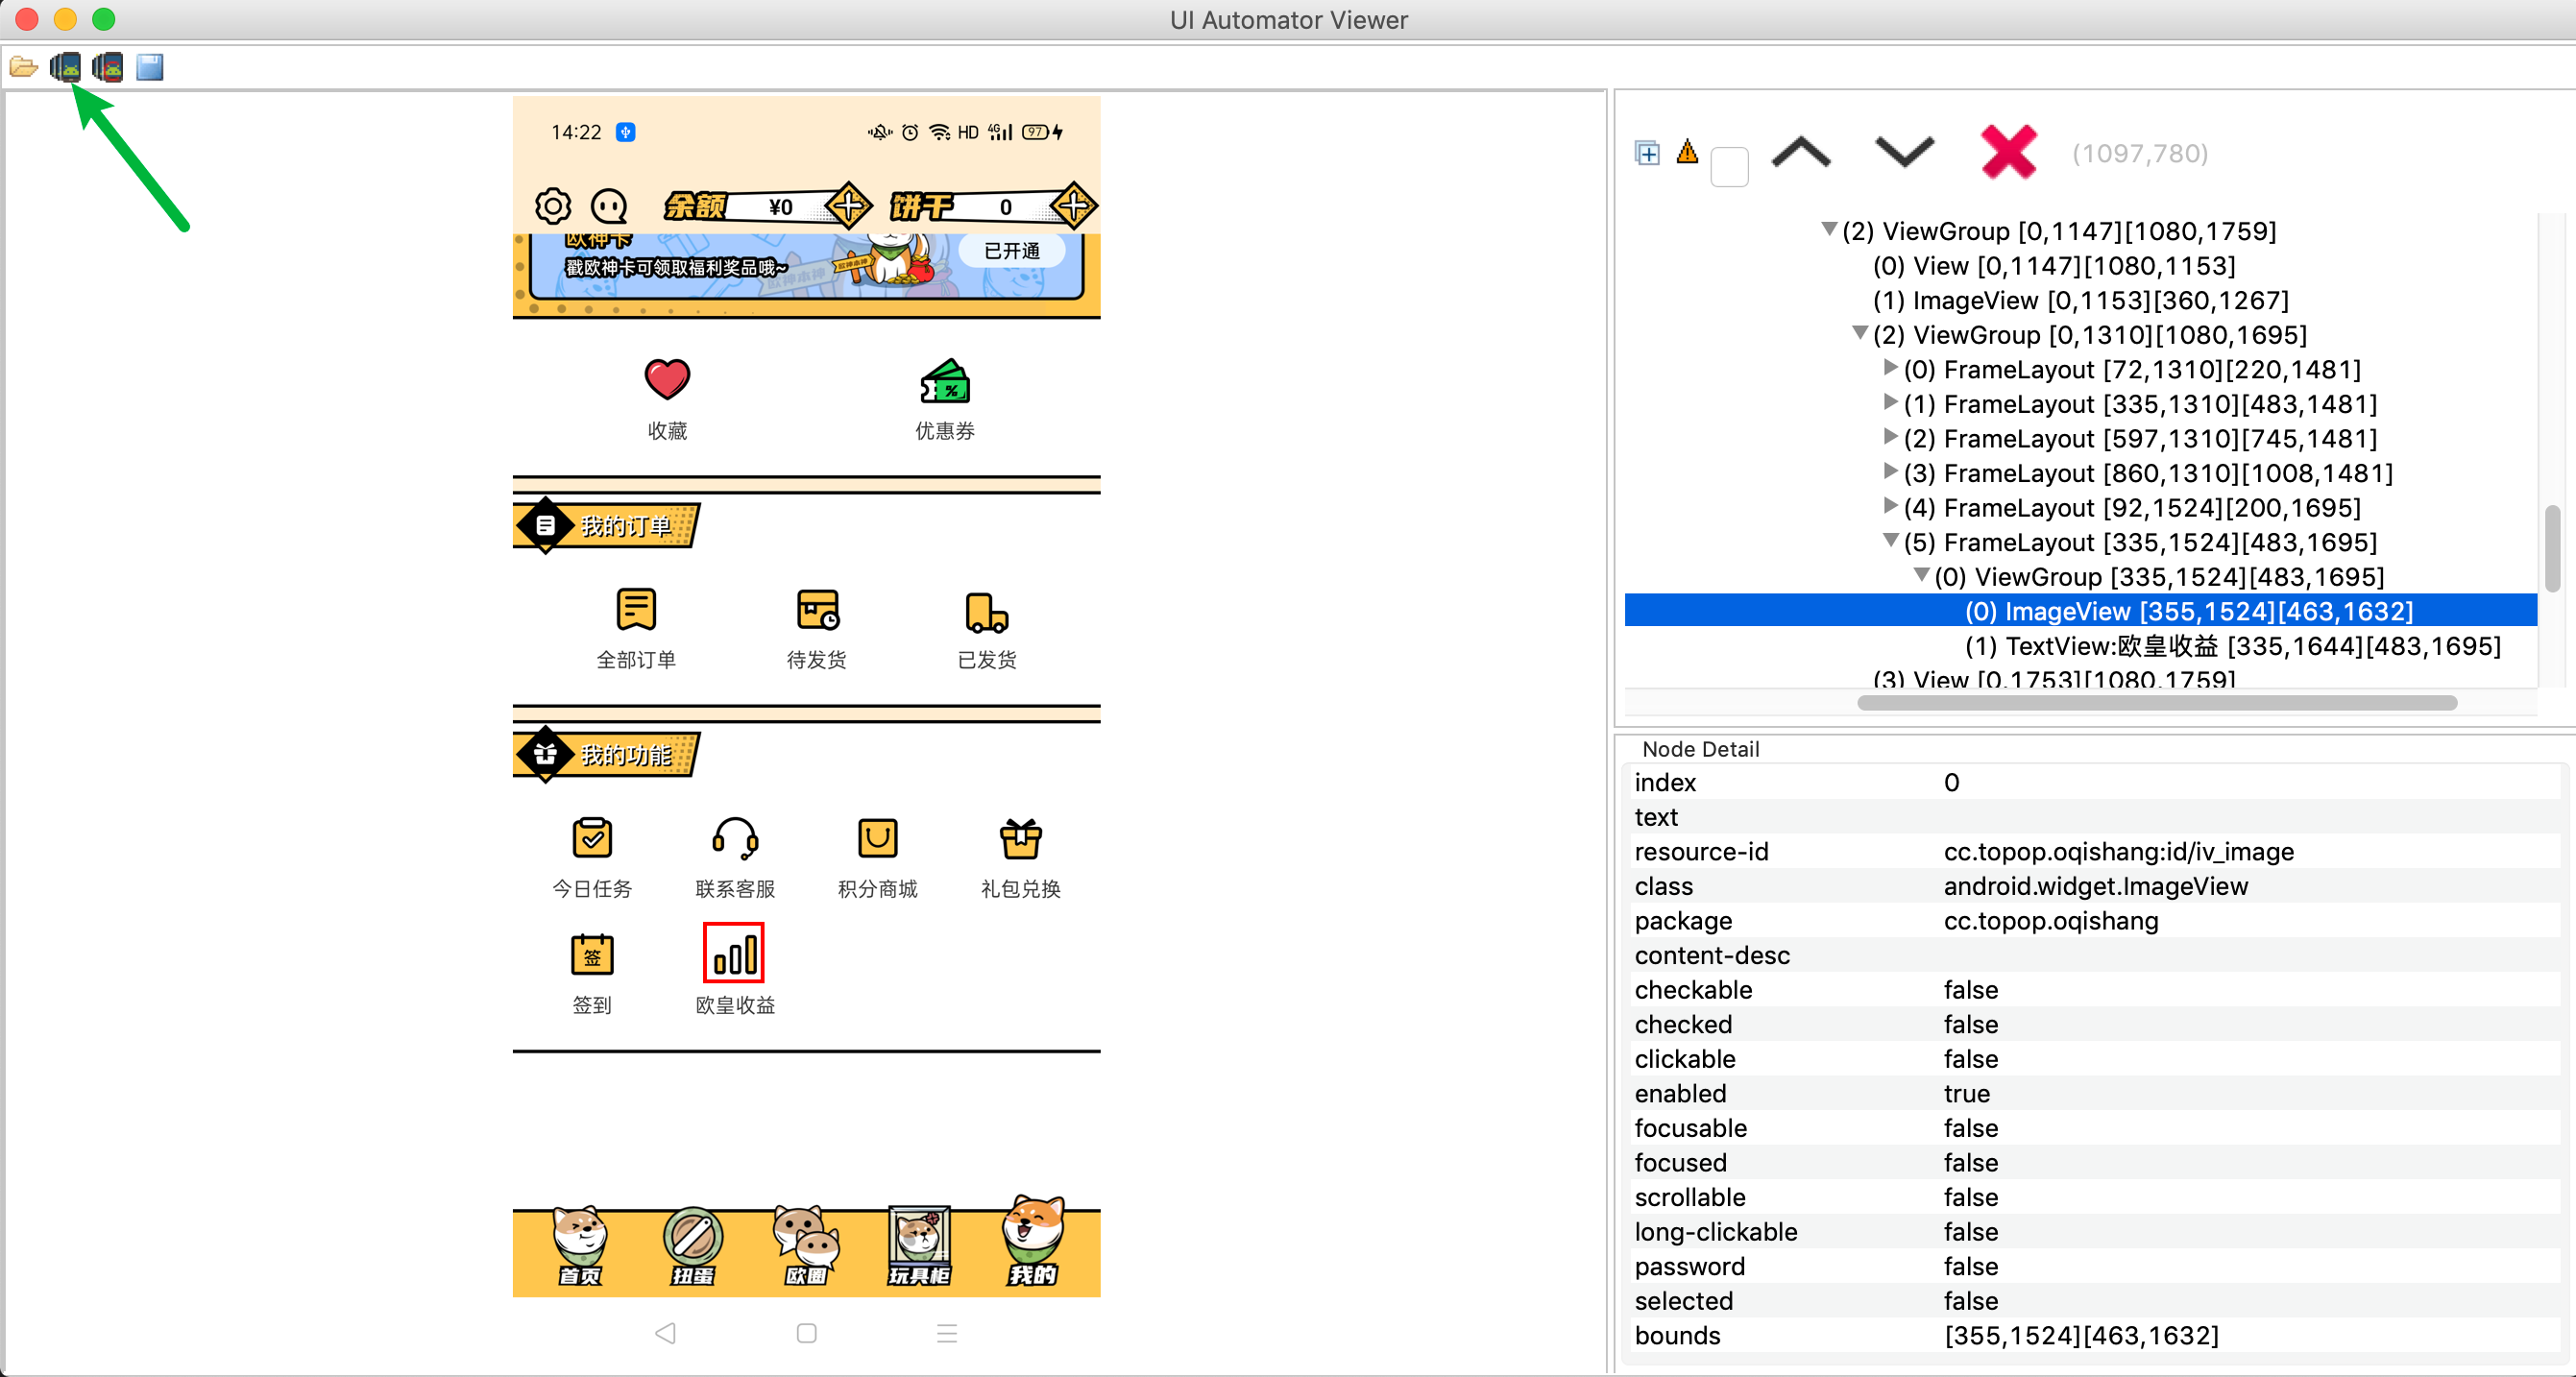 UI Automator Viewer
14:22
HD 4G 97
余额 ¥0 饼干 0
欧神卡
已开通
戳欧神卡可领取福利奖品哦~
收藏 优惠券
我的订单
全部订单 待发货 已发货
我的功能
今日任务 联系客服 积分商城 礼包兑换
签
签到 欧皇收益
首页 扭蛋 欧圈 玩具柜 我的
(1097,780)
(2) ViewGroup [0,1147][1080,1759]
(0) View [0,1147][1080,1153]
(1) ImageView [0,1153][360,1267]
(2) ViewGroup [0,1310][1080,1695]
(0) FrameLayout [72,1310][220,1481]
(1) FrameLayout [335,1310][483,1481]
(2) FrameLayout [597,1310][745,1481]
(3) FrameLayout [860,1310][1008,1481]
(4) FrameLayout [92,1524][200,1695]
(5) FrameLayout [335,1524][483,1695]
(0) ViewGroup [335,1524][483,1695]
(0) ImageView [355,1524][463,1632]
(1) TextView:欧皇收益 [335,1644][483,1695]
(3) View [0,1753][1080,1759]
Node Detail
index 0
text
resource-id cc.topop.oqishang:id/iv_image
class android.widget.ImageView
package cc.topop.oqishang
content-desc
checkable false
checked false
clickable false
enabled true
focusable false
focused false
scrollable false
long-clickable false
password false
selected false
bounds [355,1524][463,1632]